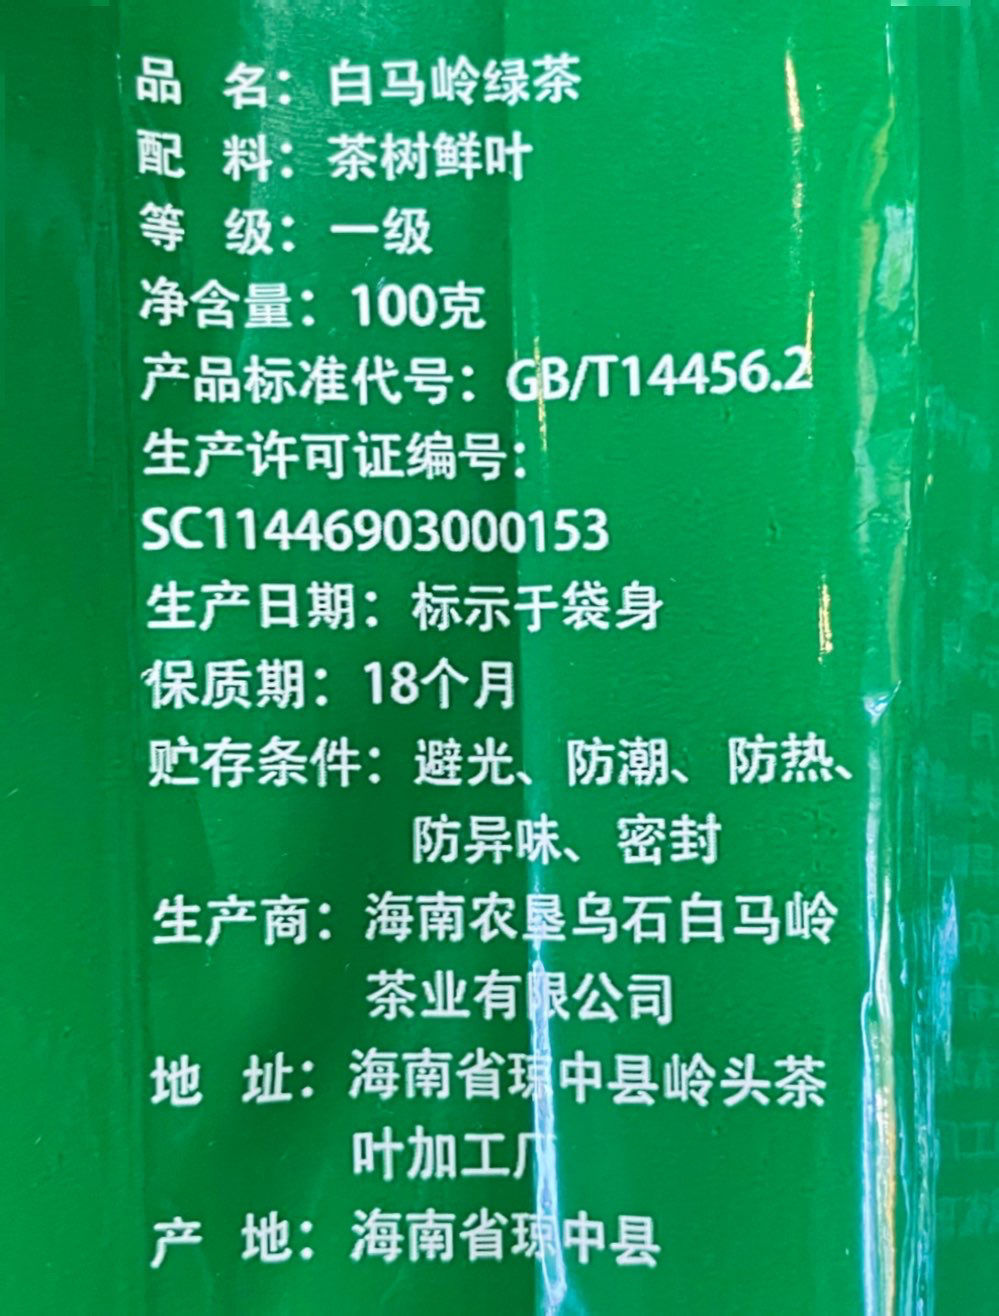 品 名：白马岭绿茶
配 料：茶树鲜叶
等 级：一级
净含量：100克
产品标准代号：GB/T14456.2
生产许可证编号：
SC11446903000153
生产日期：标示于袋身
保质期：18个月
贮存条件：避光、防潮、防热、
防异味、密封
生产商：海南农垦乌石白马岭
茶业有限公司
地 址：海南省琼中县岭头茶
叶加工厂
产 地：海南省琼中县